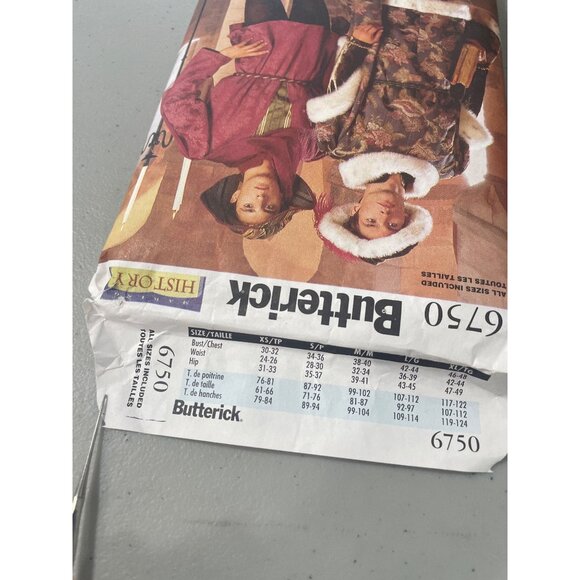 ALL SIZES INCLUDED
TOUTES LES TAILLES
6750
Butterick
MAKING
HISTORY
ALL SIZES INCLUDED
TOUTES LES TAILLES
6750
SIZE/TAILLE XS/TP S/P M/M L/G XL/TG
Bust/Chest 30-32 34-36 38-40 42-44 46-48
Waist 24-26 28-30 32-34 36-39 42-44
Hip 31-33 35-37 39-41 43-45 47-49
T. de poitrine 76-81 87-92 99-102 107-112 117-122
T. de taille 61-66 71-76 81-87 92-97 107-112
T. de hanches 79-84 89-94 99-104 109-114 119-124
Butterick
6750
6750